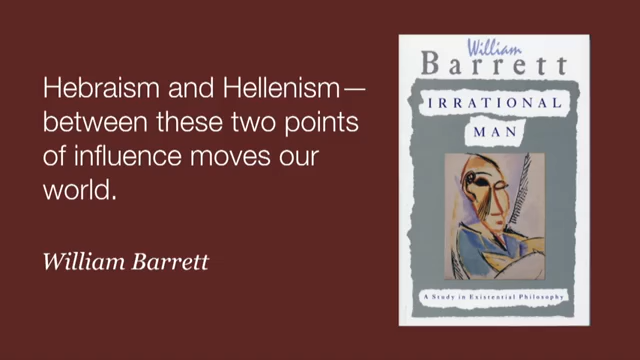 Hebraism and Hellenism—
between these two points
of influence moves our
world.
William Barrett
William
Barrett
IRRATIONAL
MAN
A Study in Existential Philosophy